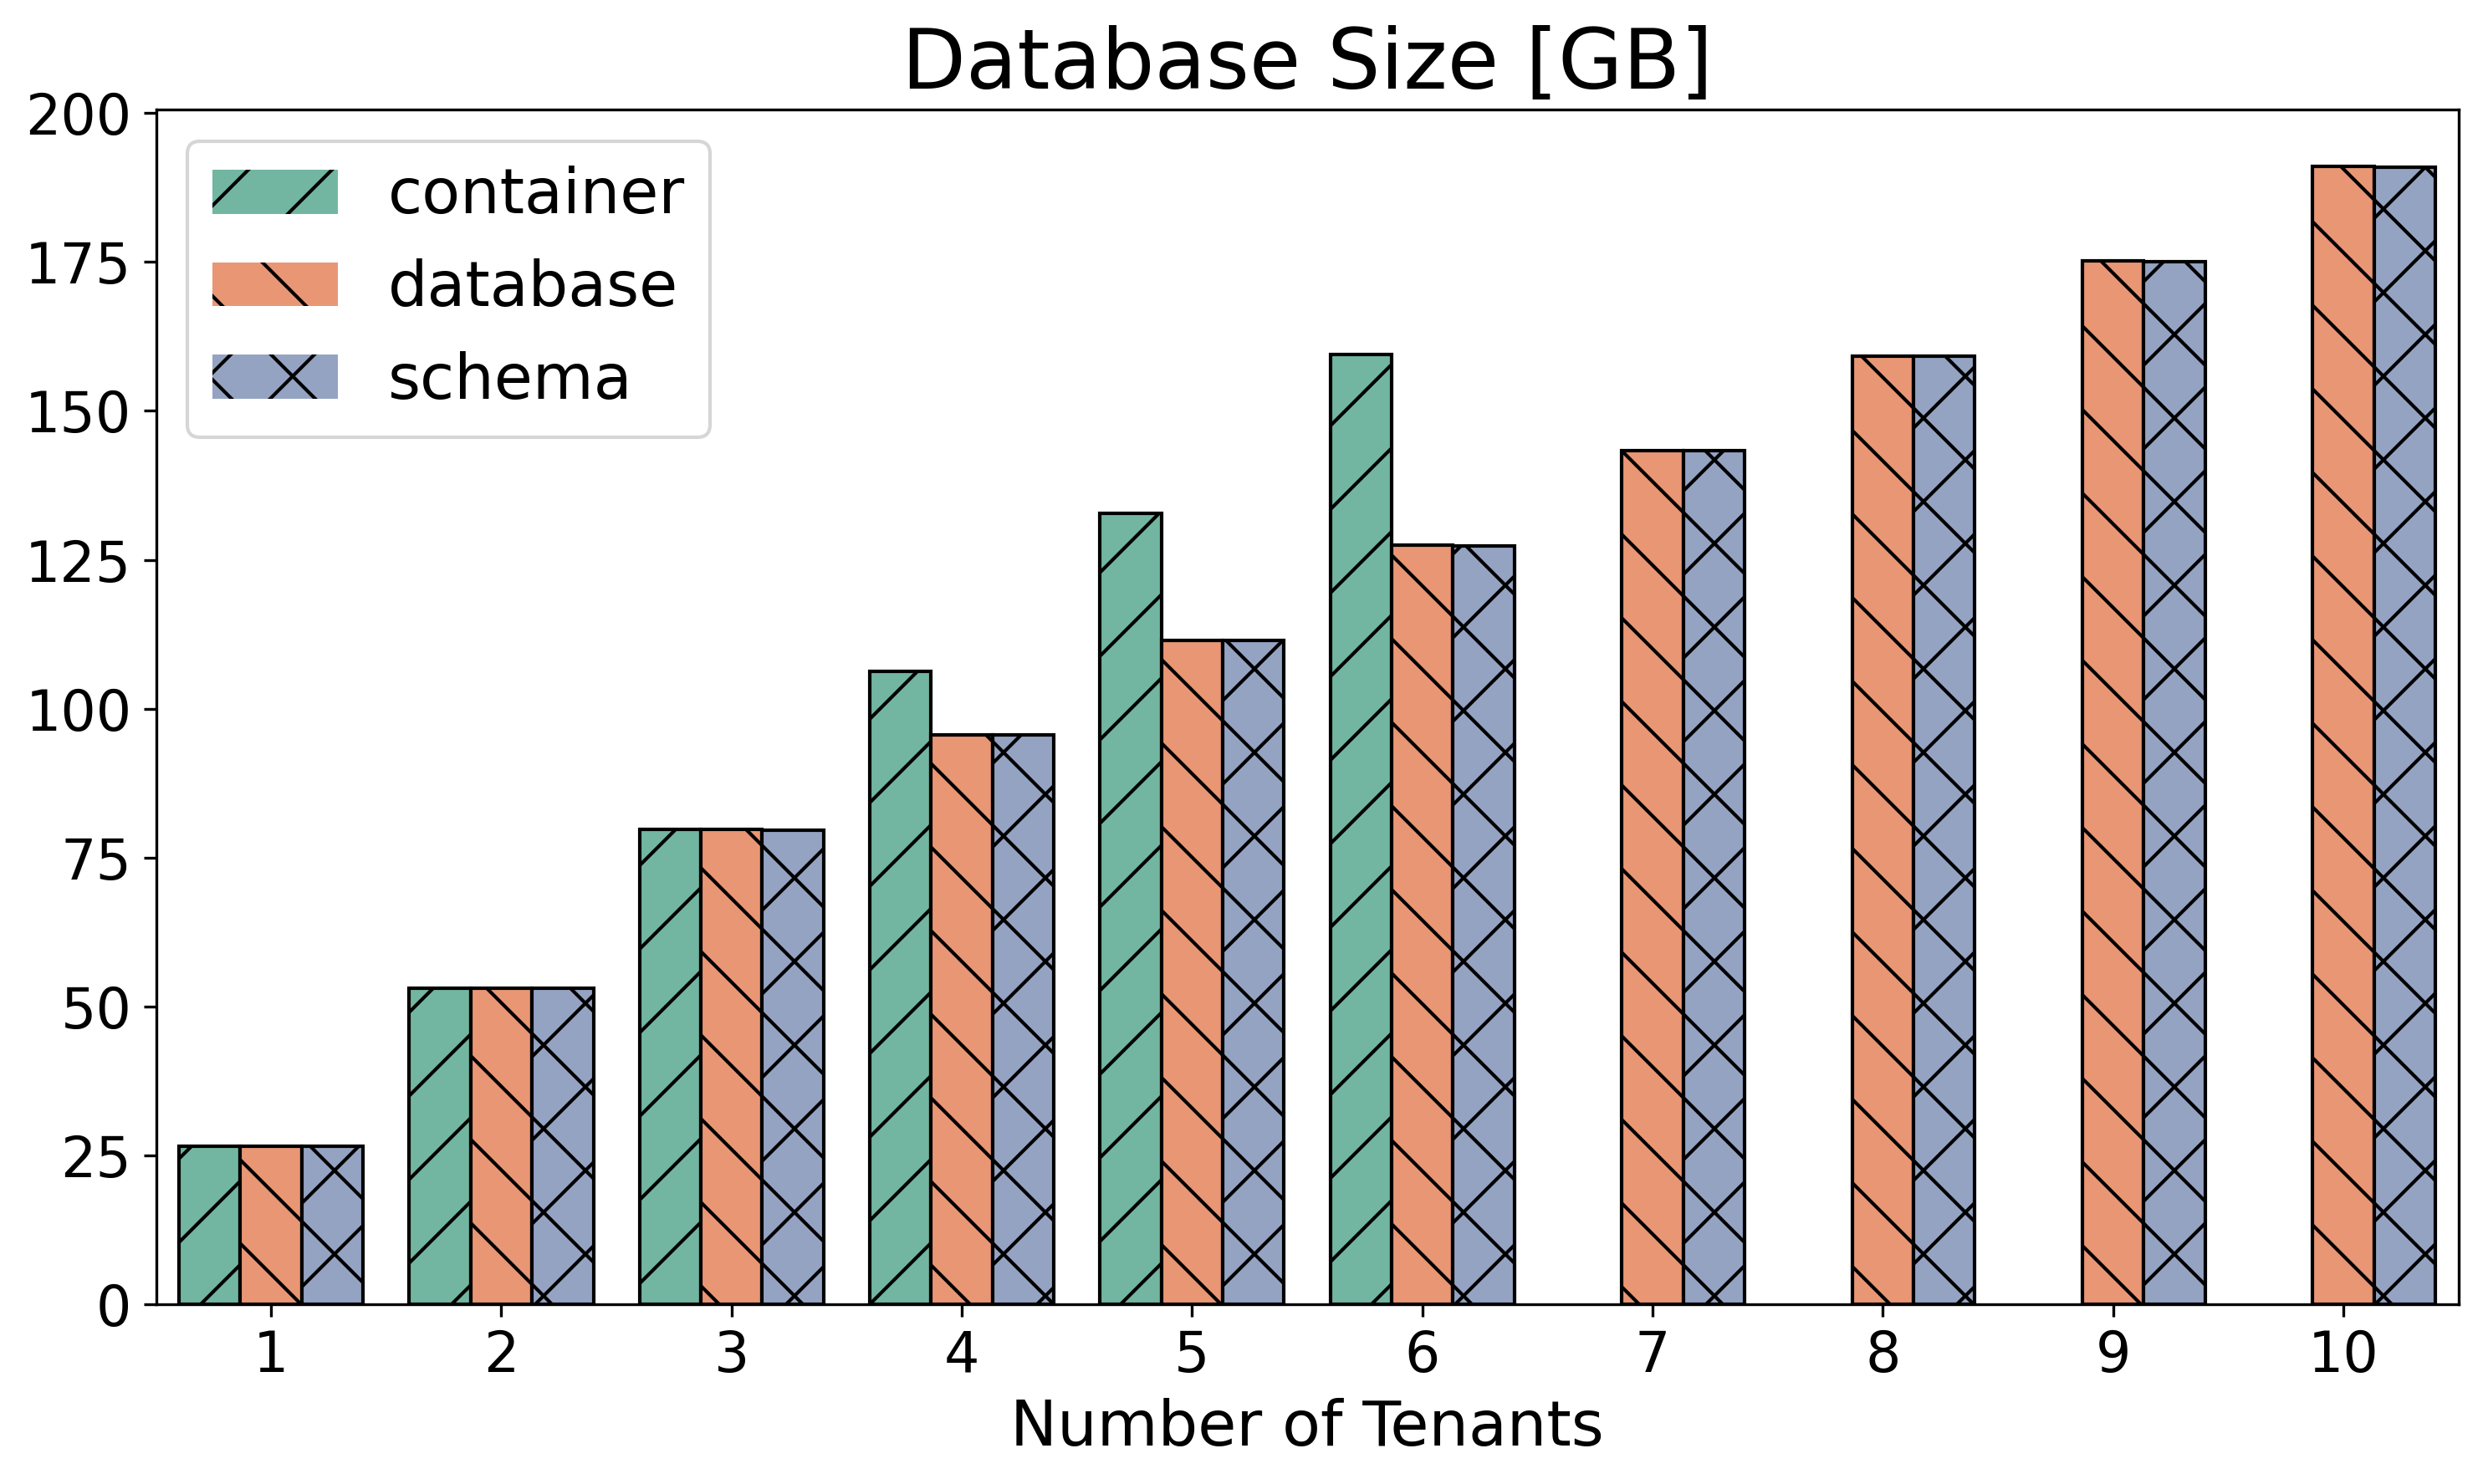 Database Size [GB]
200
175
150
125
100
75
50
25
0
container
database
schema
1 2 3 4 5 6 7 8 9 10
Number of Tenants